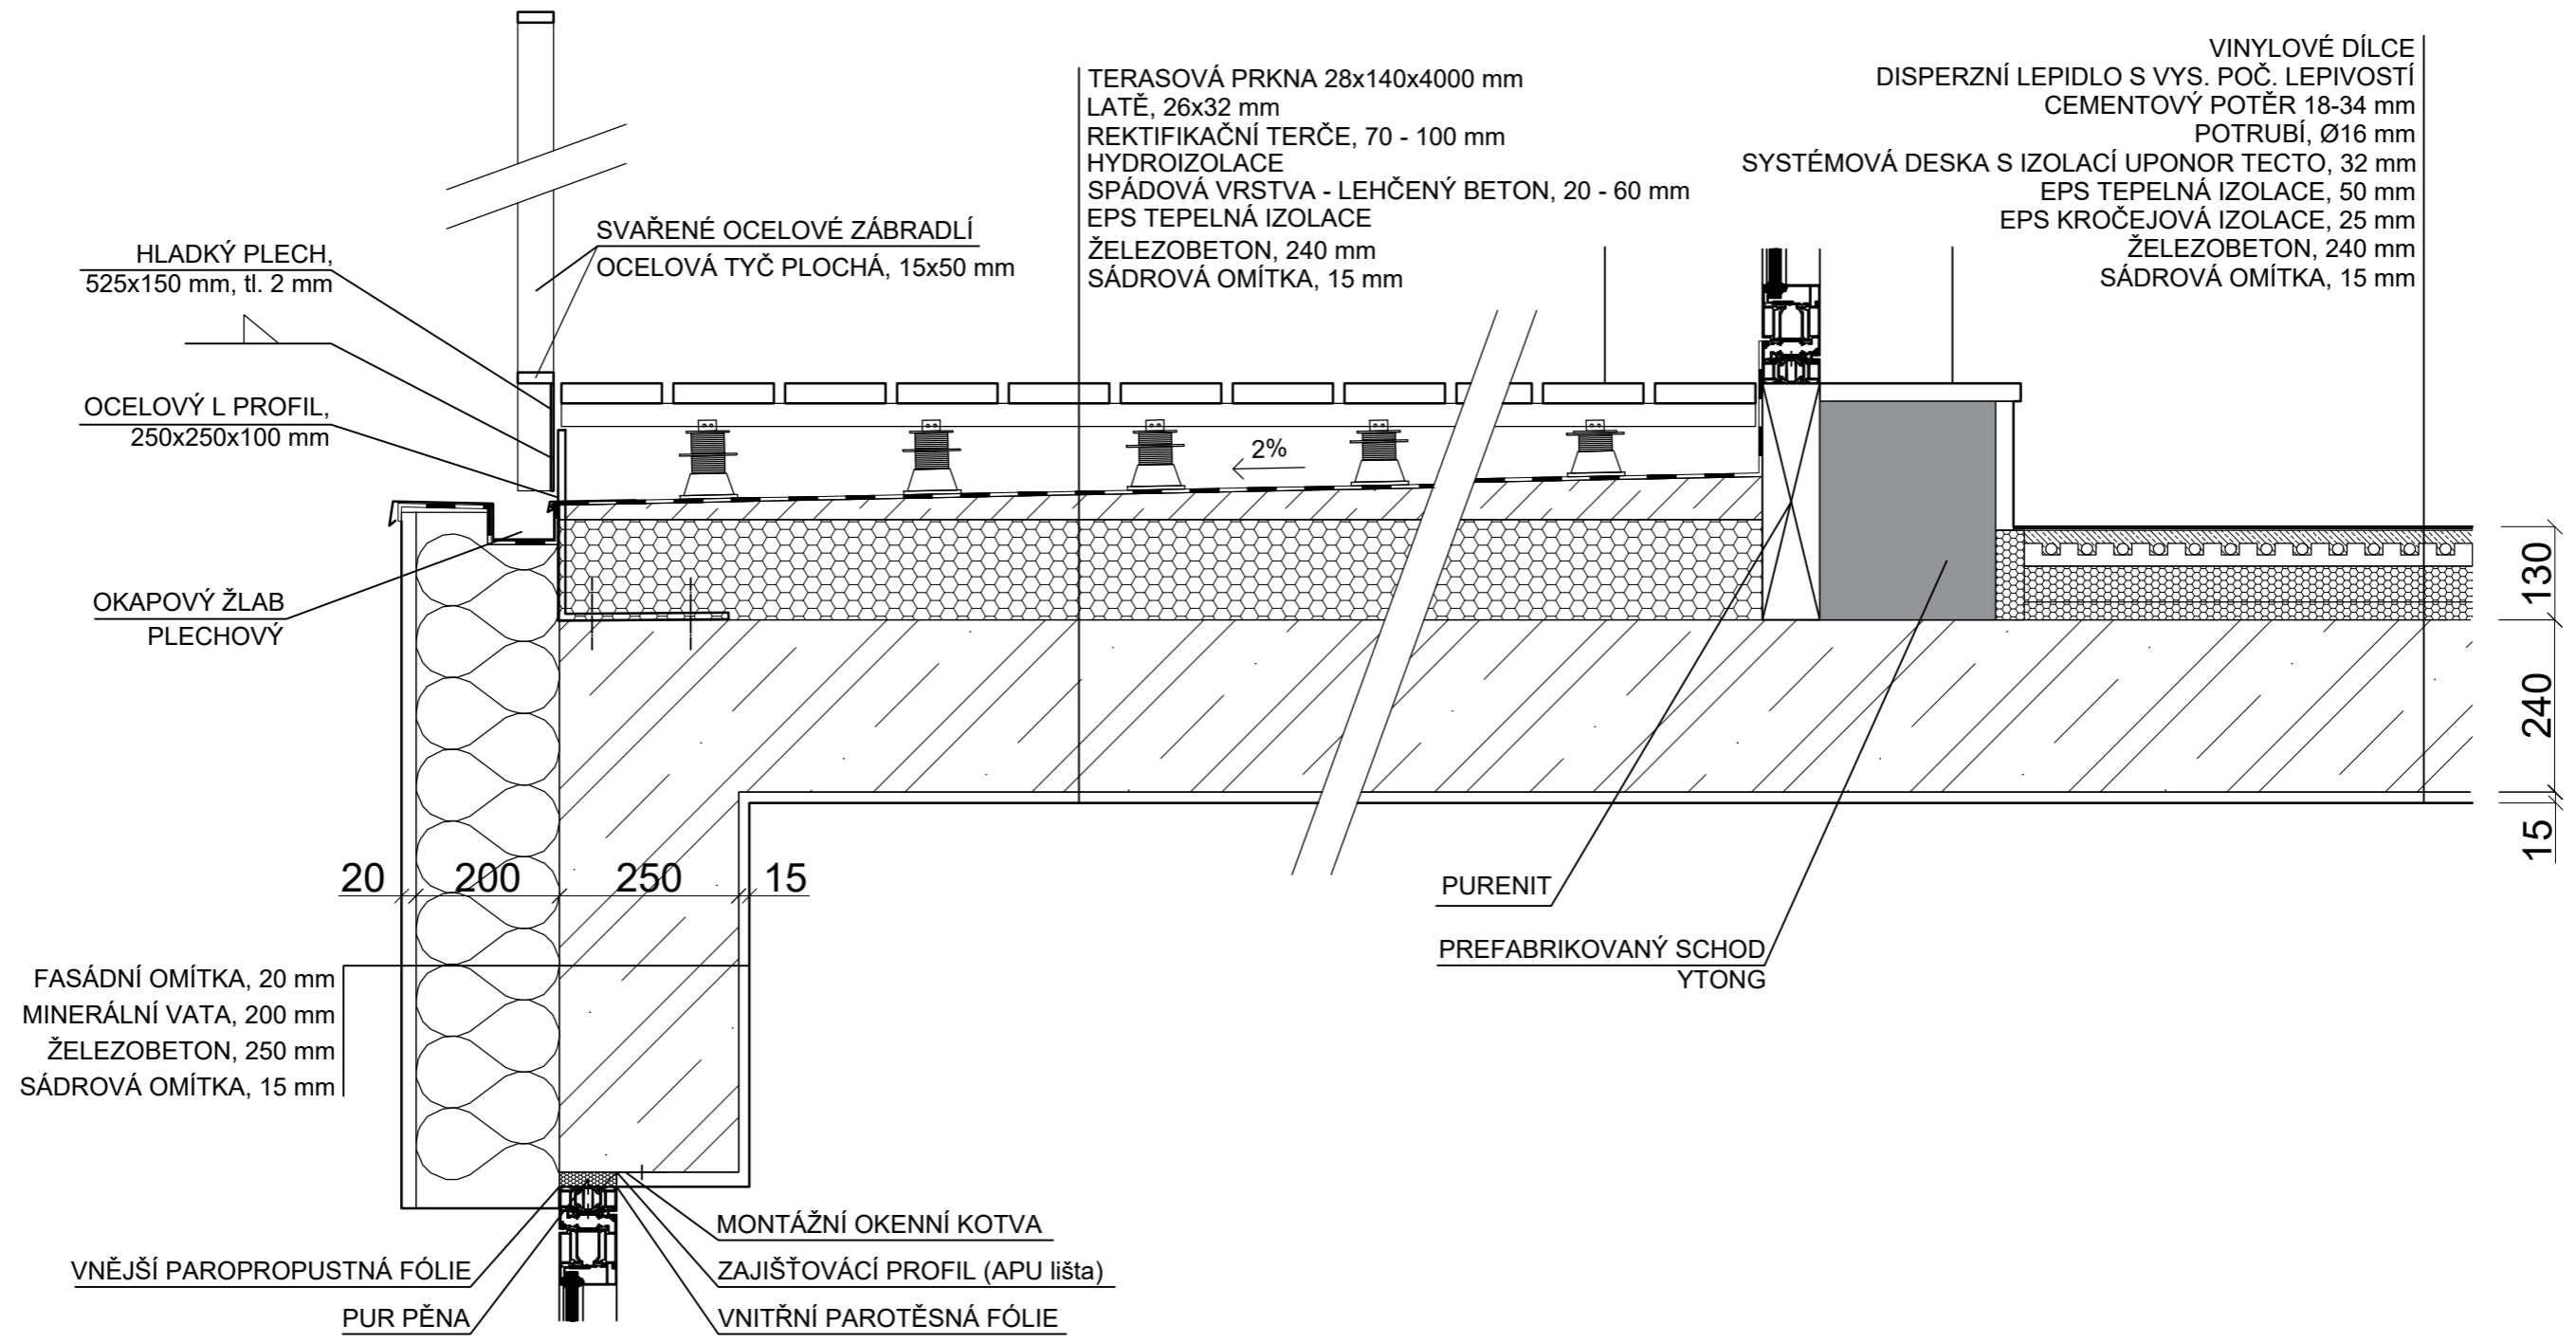 VINYLOVÉ DÍLCE
DISPERZNÍ LEPIDLO S VYS. POČ. LEPIVOSTÍ
CEMENTOVÝ POTĚR 18-34 mm
POTRUBÍ, Ø16 mm
SYSTÉMOVÁ DESKA S IZOLACÍ UPONOR TECTO, 32 mm
EPS TEPELNÁ IZOLACE, 50 mm
EPS KROČEJOVÁ IZOLACE, 25 mm
ŽELEZOBETON, 240 mm
SÁDROVÁ OMÍTKA, 15 mm
TERASOVÁ PRKNA 28x140x4000 mm
LATĚ, 26x32 mm
REKTIFIKAČNÍ TERČE, 70 - 100 mm
HYDROIZOLACE
SPÁDOVÁ VRSTVA - LEHČENÝ BETON, 20 - 60 mm
EPS TEPELNÁ IZOLACE
ŽELEZOBETON, 240 mm
SÁDROVÁ OMÍTKA, 15 mm
SVAŘENÉ OCELOVÉ ZÁBRADLÍ
OCELOVÁ TYČ PLOCHÁ, 15x50 mm
HLADKÝ PLECH,
525x150 mm, tl. 2 mm
OCELOVÝ L PROFIL,
250x250x100 mm
2%
OKAPOVÝ ŽLAB
PLECHOVÝ
130
240
15
20 200 250 15
PURENIT
PREFABRIKOVANÝ SCHOD
YTONG
FASÁDNÍ OMÍTKA, 20 mm
MINERÁLNÍ VATA, 200 mm
ŽELEZOBETON, 250 mm
SÁDROVÁ OMÍTKA, 15 mm
MONTÁŽNÍ OKENNÍ KOTVA
ZAJIŠŤOVÁCÍ PROFIL (APU lišta)
VNITŘNÍ PAROTĚSNÁ FÓLIE
VNĚJŠÍ PAROPROPUSTNÁ FÓLIE
PUR PĚNA